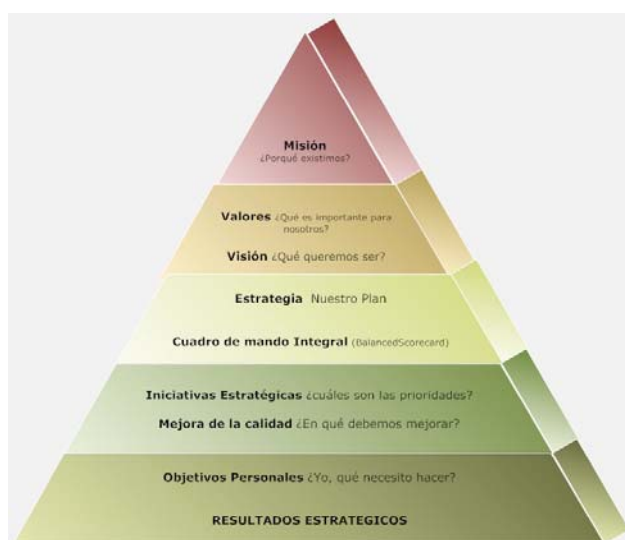 Misión
¿Porqué existimos?
Valores ¿Qué es importante para
nosotros?
Visión ¿Qué queremos ser?
Estrategia Nuestro Plan
Cuadro de mando Integral (BalancedScorecard)
Iniciativas Estratégicas ¿cuáles son las prioridades?
Mejora de la calidad ¿En qué debemos mejorar?
Objetivos Personales ¿Yo, qué necesito hacer?
RESULTADOS ESTRATEGICOS